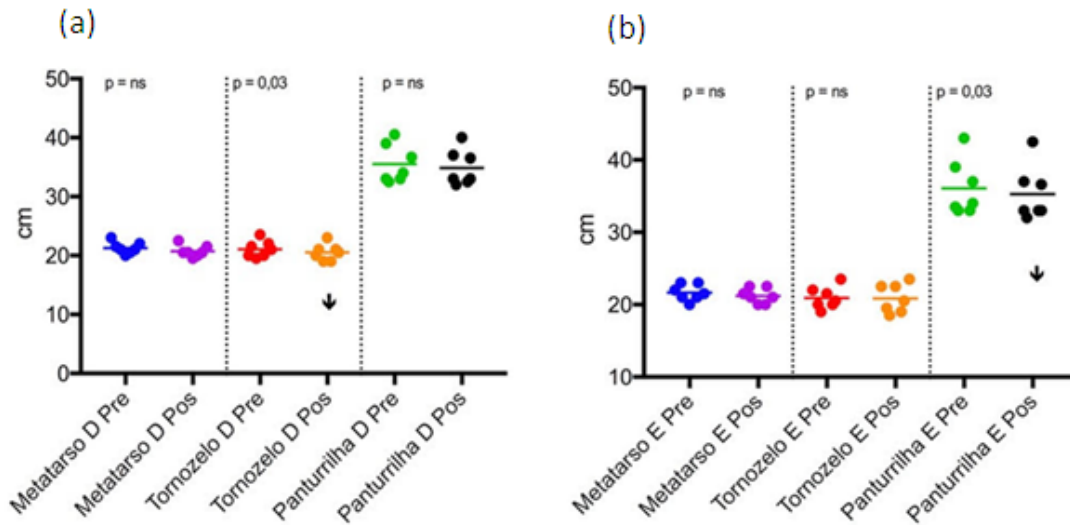 (a)
p = ns
p = 0,03
p = ns
50
40
30
20
10
0
cm
Metatarso D Pre
Metatarso D Pos
Tornozelo D Pre
Tornozelo D Pos
Panturrilha D Pre
Panturrilha D Pos
(b)
p = ns
p = ns
p = 0,03
50
40
30
20
10
cm
Metatarso E Pre
Metatarso E Pos
Tornozelo E Pre
Tornozelo E Pos
Panturrilha E Pre
Panturrilha E Pos